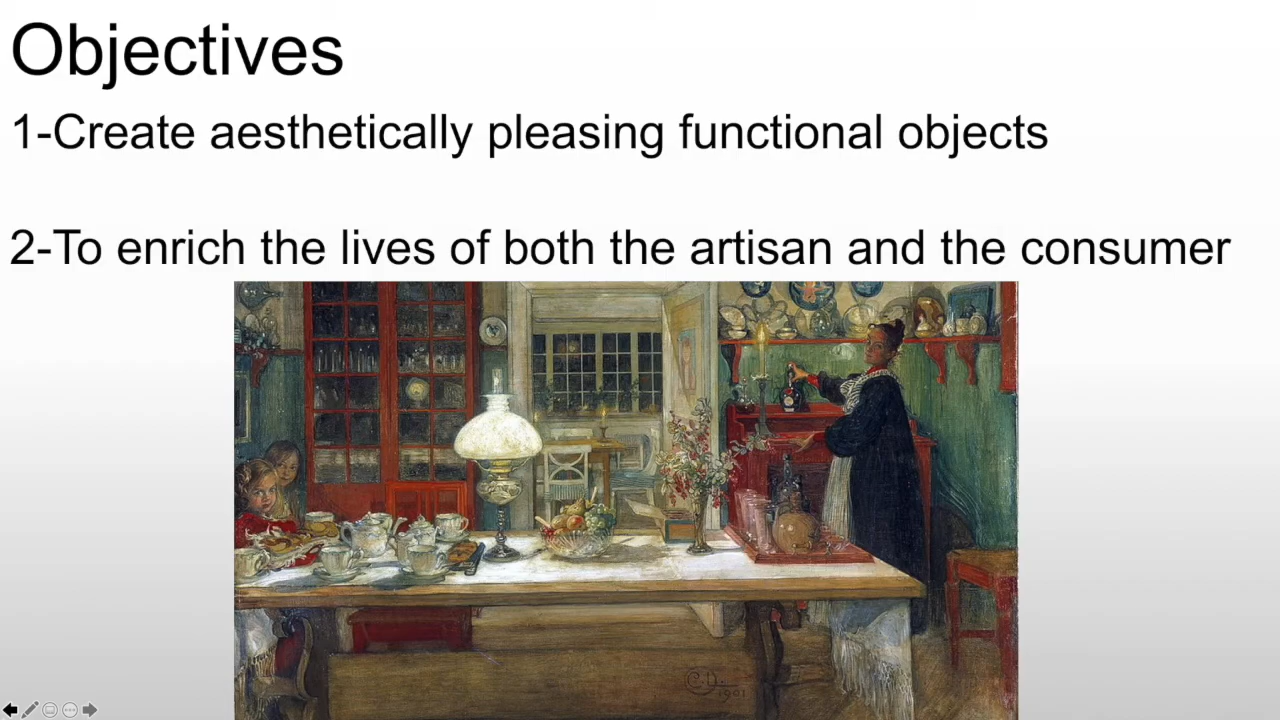 Objectives
1-Create aesthetically pleasing functional objects
2-To enrich the lives of both the artisan and the consumer
1901